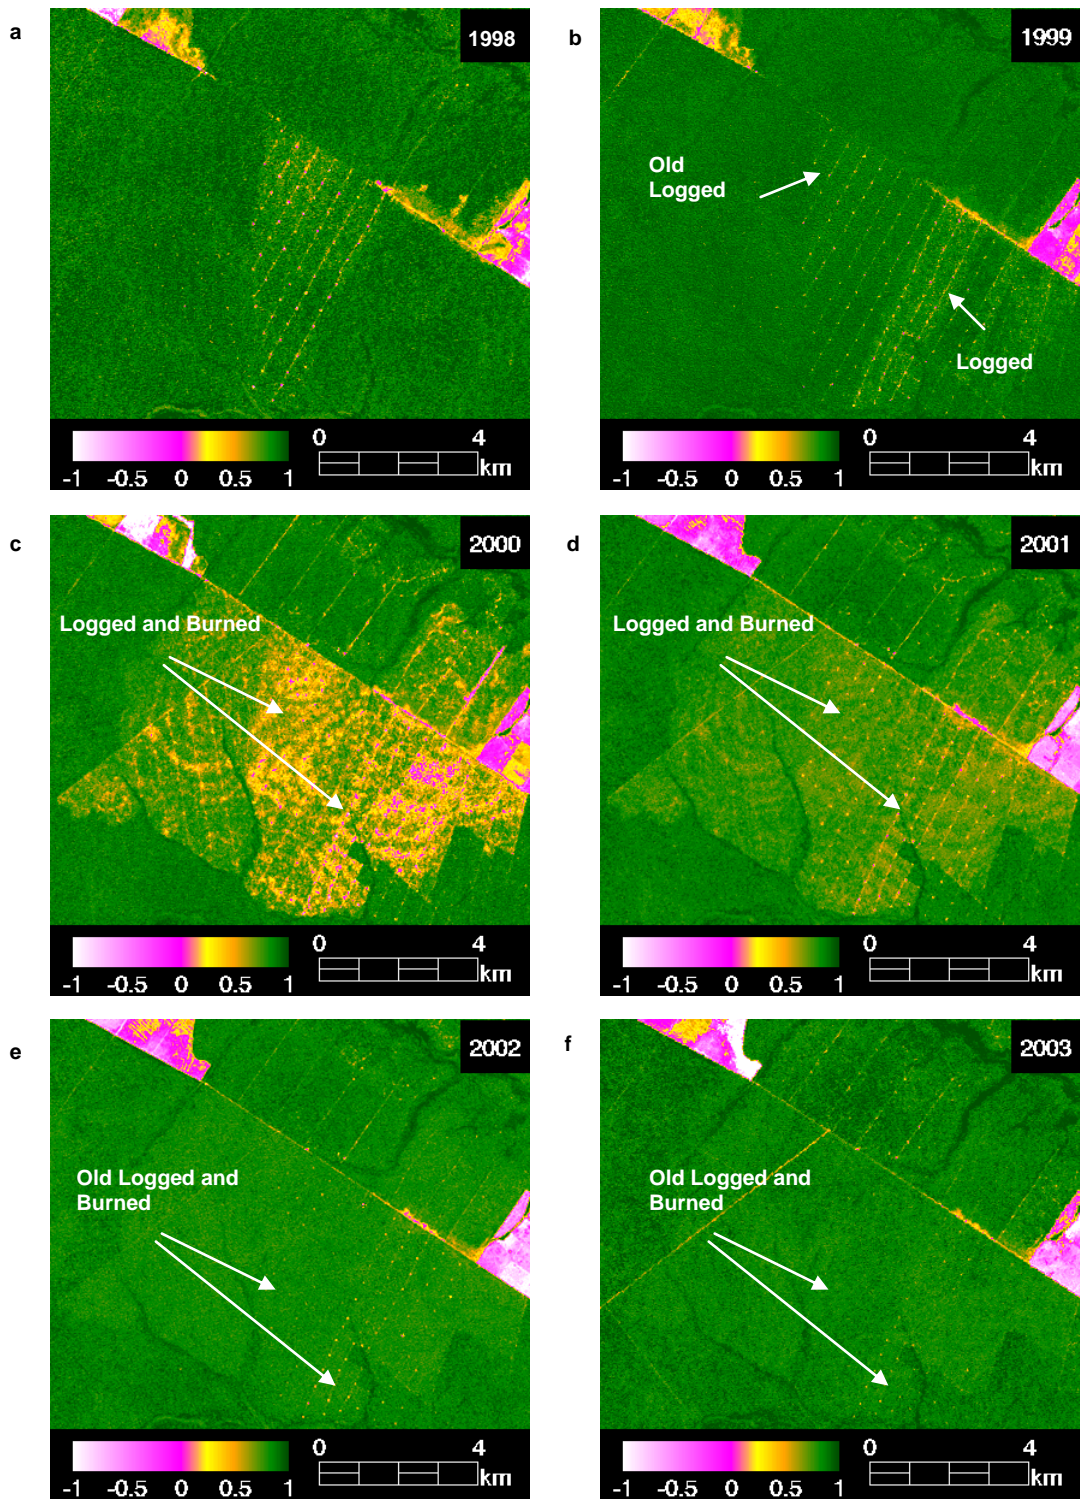 a
1998
-1 -0.5 0 0.5 1
0 4
km
b
1999
Old
Logged
Logged
-1 -0.5 0 0.5 1
0 4
km
c
2000
Logged and Burned
-1 -0.5 0 0.5 1
0 4
km
d
2001
Logged and Burned
-1 -0.5 0 0.5 1
0 4
km
e
2002
Old Logged and
Burned
-1 -0.5 0 0.5 1
0 4
km
f
2003
Old Logged and
Burned
-1 -0.5 0 0.5 1
0 4
km